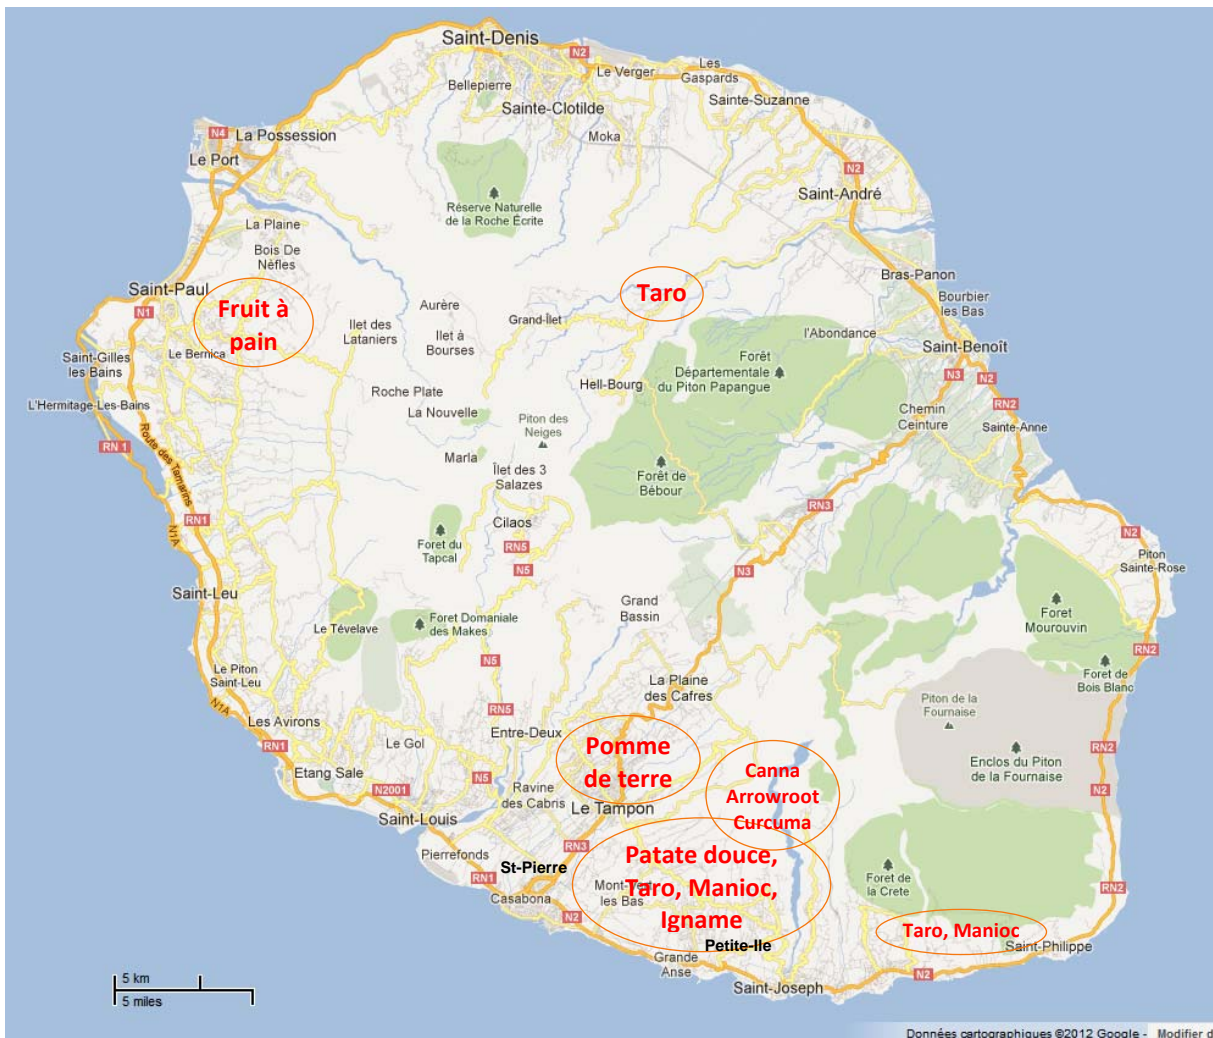 Saint-Denis
N2
Le Verger
Les
Gaspards
Bellepierre
Sainte-Suzanne
Sainte-Clotilde
N4
La Possession
Moka
Le Port
N2
Saint-André
Réserve Naturelle
de la Roche Écrite
La Plaine
Bois De
Nèfles
Bras-Panon
Saint-Paul
Taro
Bourbier
les Bas
N1
Fruit à
pain
Aurère
Grand-Îlet
Ilet des
Lataniers
Ilet à
Bourses
l'Abondance
Saint-Benoît
Saint-Gilles
les Bains
Le Bernica
Forêt
Départementale
du Piton Papangue
N3
N2
Hell-Bourg
Roche Plate
L'Hermitage-Les-Bains
La Nouvelle
RN2
Chemin
Ceinture
Piton des
Neiges
Sainte-Anne
RN 1
Route des Tamarins
Marla
Îlet des 3
Salazes
Forêt de
Bébour
RN3
RN1
Cilaos
N1A
N2
Foret du
Tapcal
RN5
Piton
Sainte-Rose
N5
N3
Saint-Leu
Grand
Bassin
Foret
Mourouvin
Le Tévelave
Foret Domaniale
des Makes
RN2
N5
Le Piton
Saint-Leu
La Plaine
des Cafres
Foret de
Bois Blanc
N1A
RN5
Piton de la
Fournaise
Les Avirons
Entre-Deux
Le Gol
RN1
Pomme
de terre
RN2
Enclos du Piton
de la Fournaise
Etang Sale
N5
Canna
Arrowroot
Curcuma
N2001
Ravine
des Cabris
N2
Le Tampon
Saint-Louis
RN3
Pierrefonds
St-Pierre
Patate douce,
Taro, Manioc,
Igname
RN1
Mont-Vert
les Bas
Foret de
la Crete
RN2
Casabona
N2
Taro, Manioc
Petite-Ile
Saint-Philippe
Grande
Anse
N2
Saint-Joseph
5 km
5 miles
Données cartographiques ©2012 Google - Modifier d